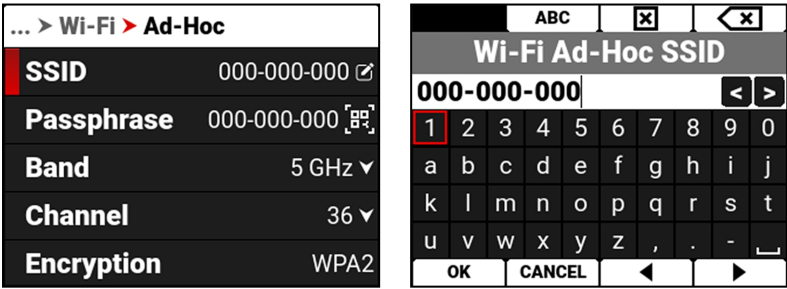 ... > Wi-Fi > Ad-Hoc
SSID 000-000-000
Passphrase 000-000-000
Band 5 GHz
Channel 36
Encryption WPA2
ABC
Wi-Fi Ad-Hoc SSID
000-000-000 < >
1 2 3 4 5 6 7 8 9 0
a b c d e f g h i j
k l m n o p q r s t
u v w x y z , . -
OK CANCEL